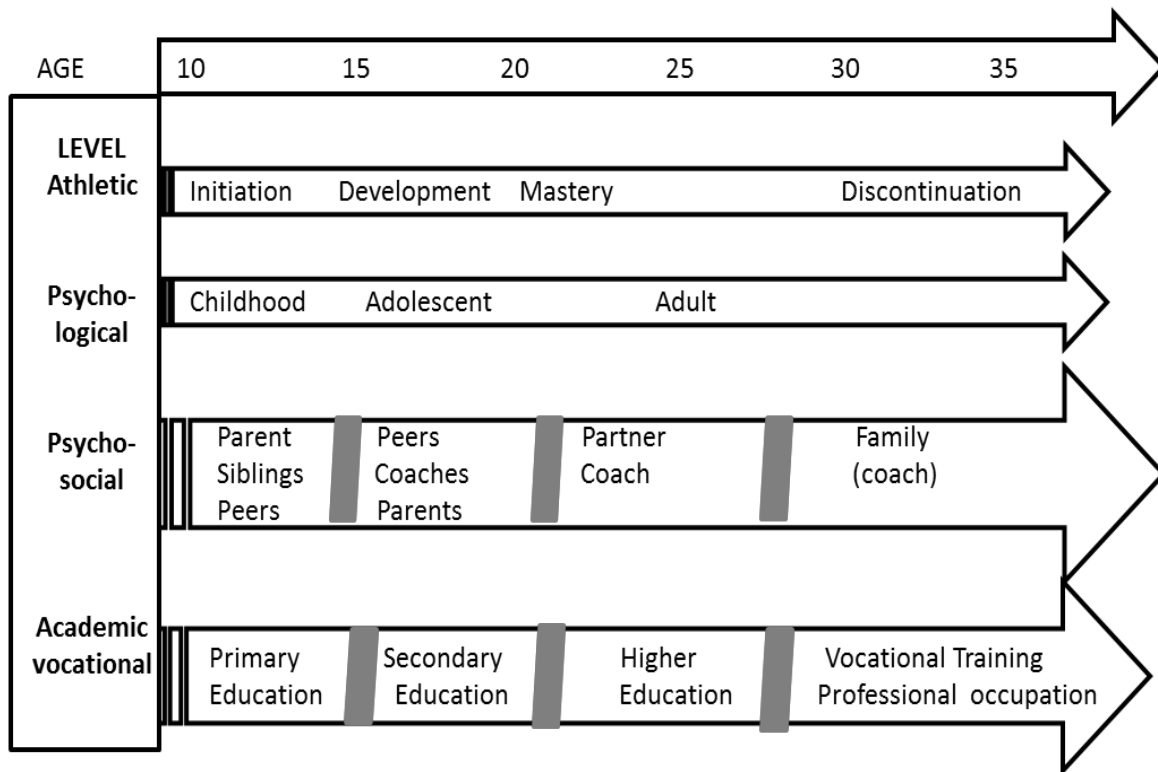 AGE 10 15 20 25 30 35
LEVEL
Athletic
Initiation Development Mastery Discontinuation
Psycho-
logical
Childhood Adolescent Adult
Psycho-
social
Parent Peers Partner Family
Siblings Coaches Coach (coach)
Peers Parents
Academic
vocational
Primary Secondary Higher Vocational Training
Education Education Education Professional occupation